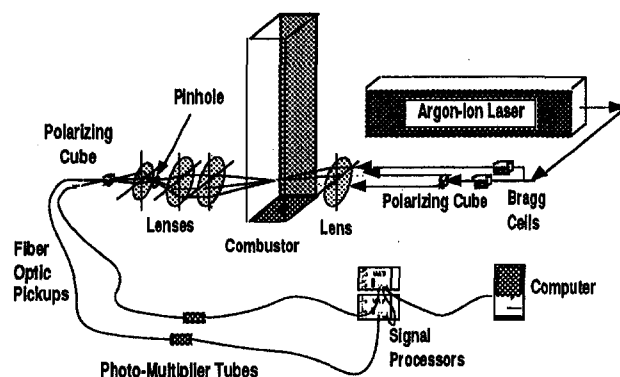 Argon-Ion Laser
Pinhole
Polarizing
Cube
Lenses
Combustor
Lens
Polarizing Cube
Bragg
Cells
Fiber
Optic
Pickups
Computer
Signal
Processors
Photo-Multiplier Tubes